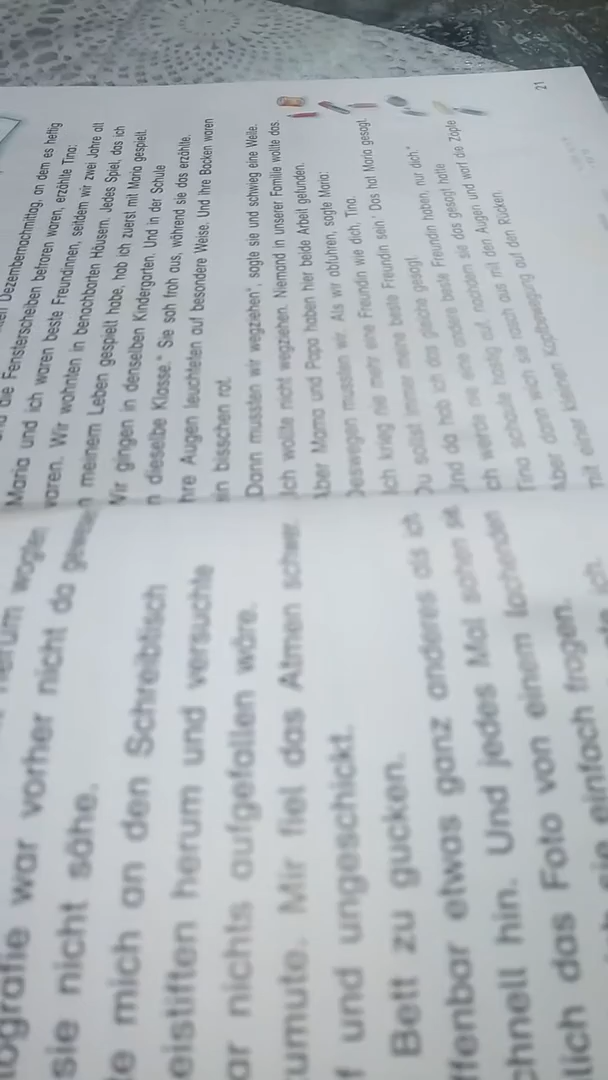 ografie war vorher nicht da gewesen
sie nicht sähe.
te mich an den Schreibtisch
eistiften herum und versuchte
ar nichts aufgefallen wäre.
umute. Mir fiel das Atmen schwer.
f und ungeschickt.
Bett zu gucken.
ffenbar etwas ganz anderes als ich
chnell hin. Und jedes Mal sahen sie
lich das Foto von einem lachenden
sie einfach fragen.
ich.
Dezembernachmittag, an dem es heftig
die Fensterscheiben gefroren waren, erzählte Tina:
Maria und ich waren beste Freundinnen, seitdem wir zwei Jahre alt
waren. Wir wohnten in benachbarten Häusern. Jedes Spiel, das ich
n meinem Leben gespielt habe, hab ich zuerst mit Maria gespielt.
Wir gingen in denselben Kindergarten. Und in der Schule
n dieselbe Klasse." Sie sah froh aus, während sie das erzählte.
hre Augen leuchteten auf besondere Weise. Und ihre Backen waren
ein bisschen rot.
Dann mussten wir wegziehen", sagte sie und schwieg eine Weile.
Ich wollte nicht wegziehen. Niemand in unserer Familie wollte das.
Aber Mama und Papa haben hier beide Arbeit gefunden.
Deswegen mussten wir. Als wir abfuhren, sagte Maria:
Ich krieg nie mehr eine Freundin wie dich, Tina.
Du sollst immer meine beste Freundin sein.' Das hat Maria gesagt.
Und da hab ich das gleiche gesagt.
ch werde nie eine andere beste Freundin haben, nur dich."
Tina schaute hastig auf, nachdem sie das gesagt hatte.
Aber dann wich sie rasch aus mit den Augen und warf die Zöpfe
mit einer kleinen Kopfbewegung auf den Rücken.
21